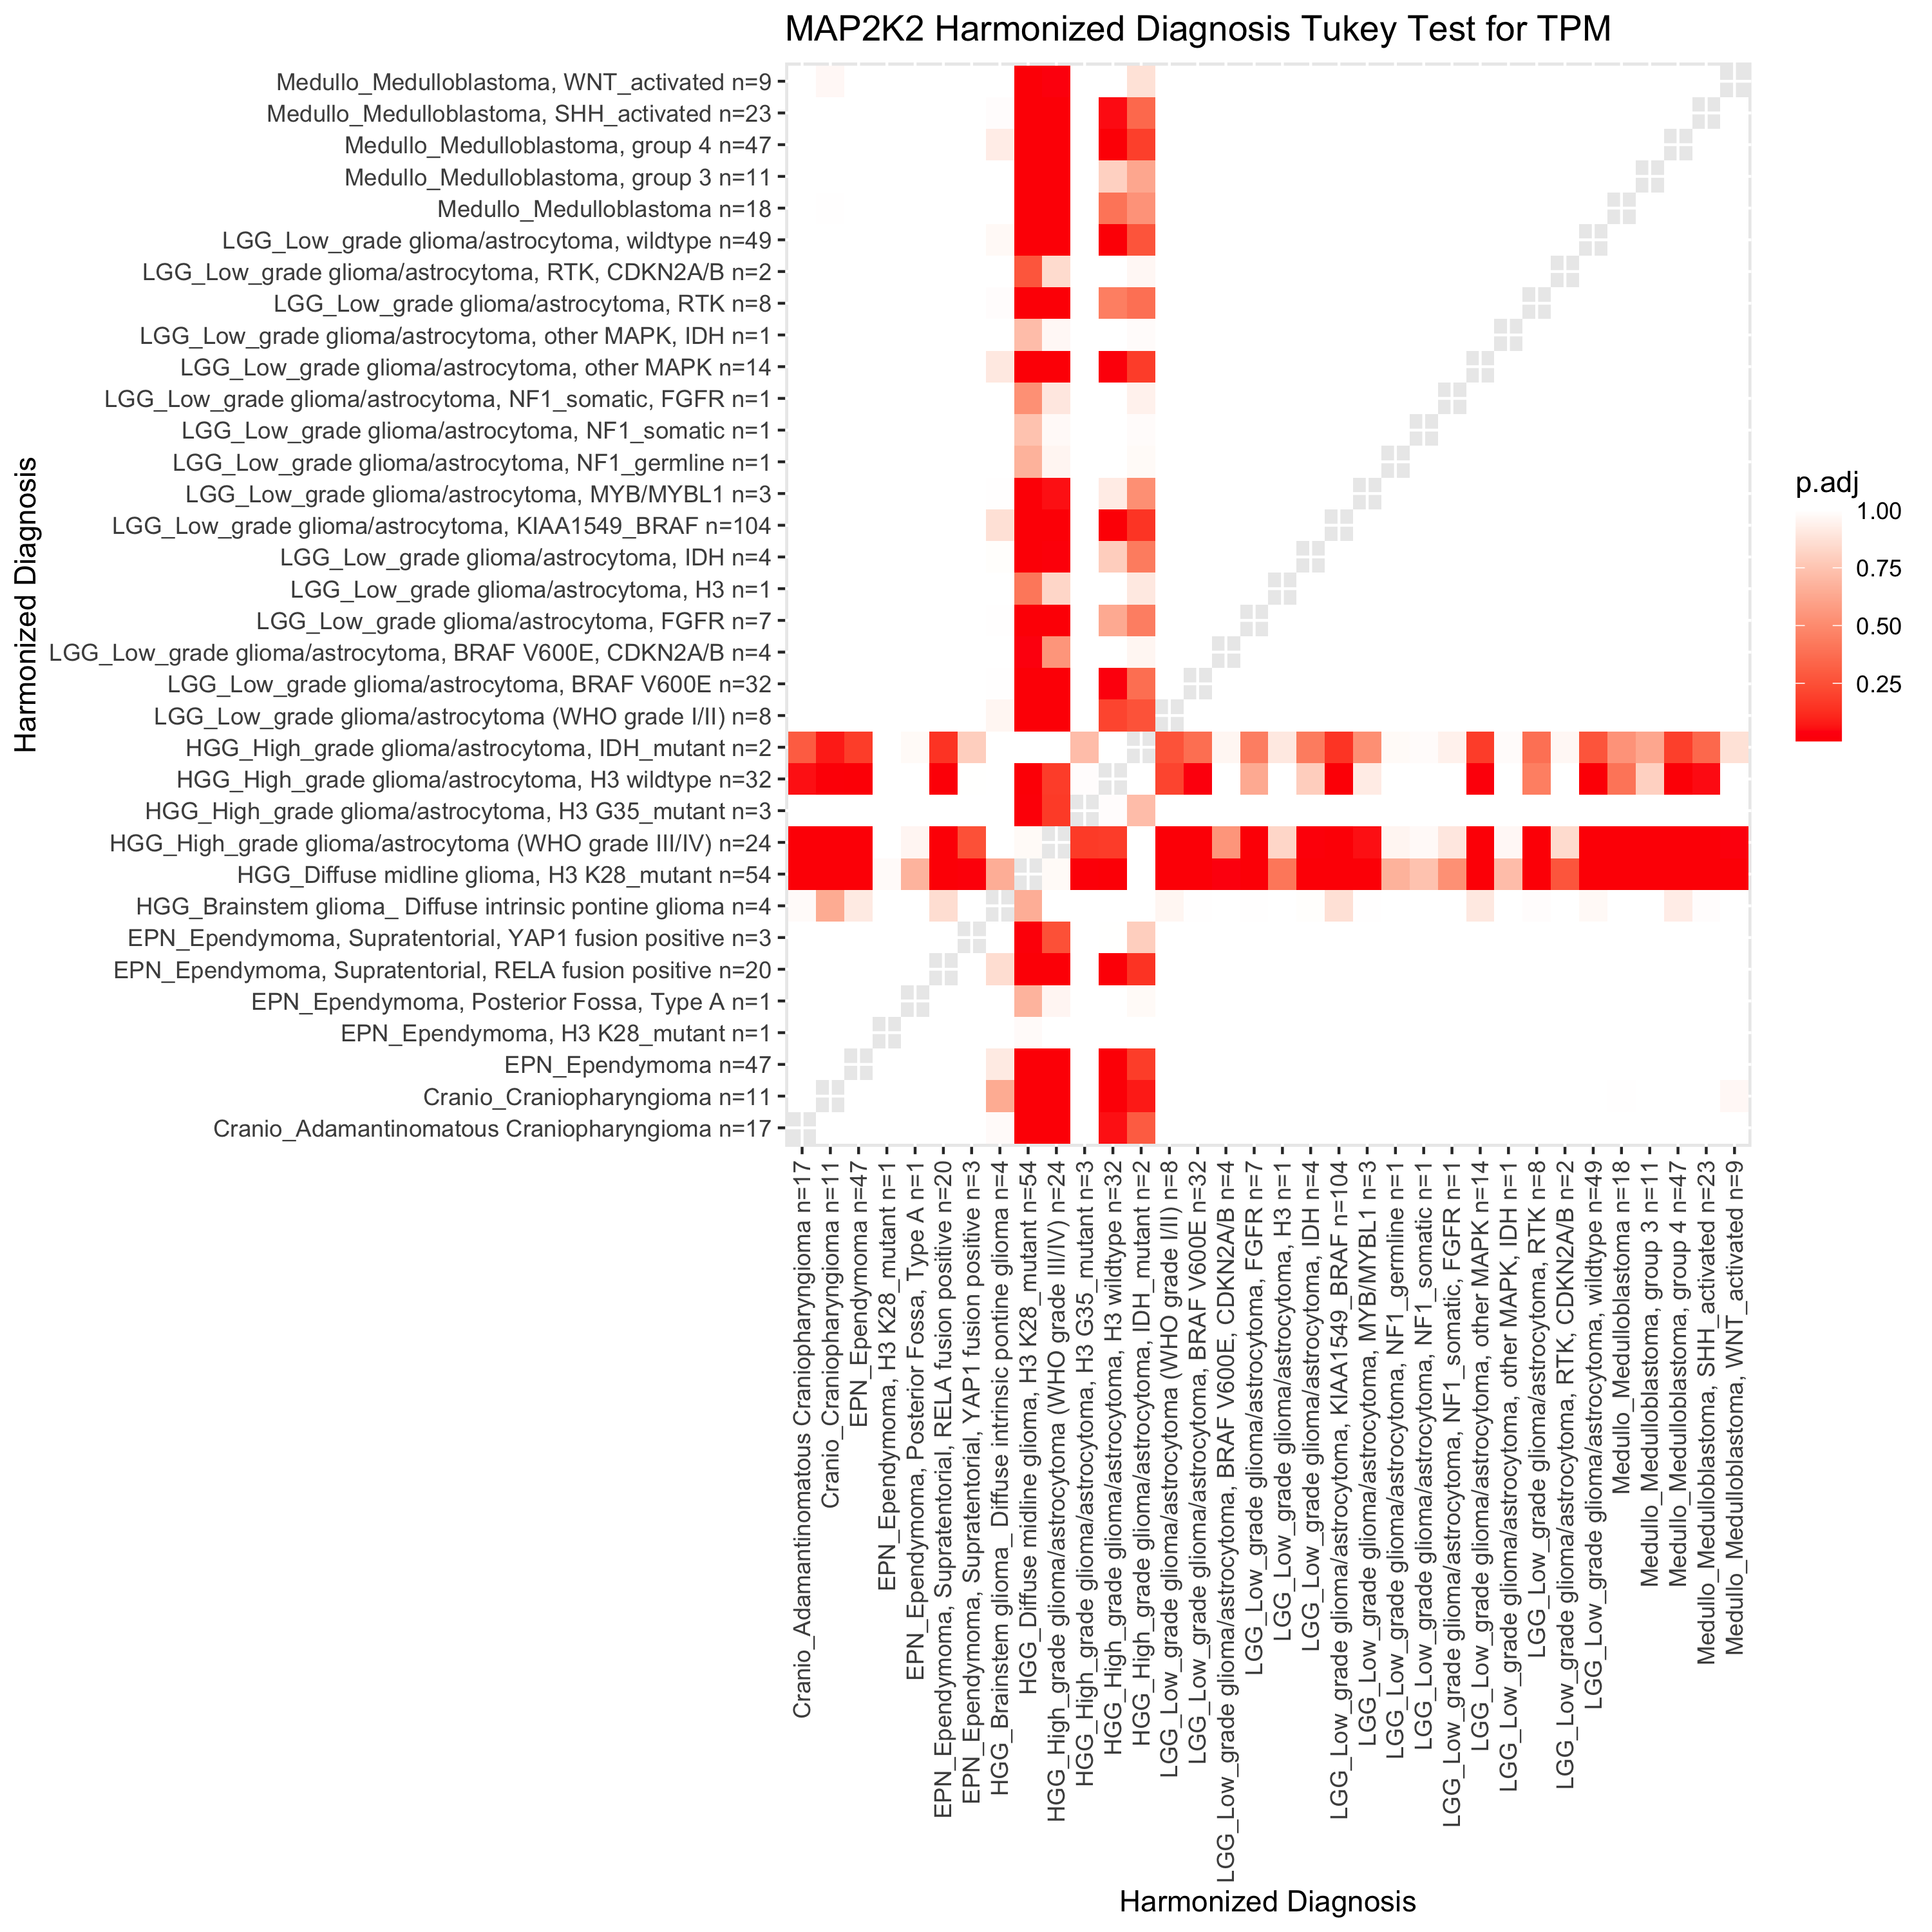 MAP2K2 Harmonized Diagnosis Tukey Test for TPM
Harmonized Diagnosis
Medullo_Medulloblastoma, WNT_activated n=9
Medullo_Medulloblastoma, SHH_activated n=23
Medullo_Medulloblastoma, group 4 n=47
Medullo_Medulloblastoma, group 3 n=11
Medullo_Medulloblastoma n=18
LGG_Low_grade glioma/astrocytoma, wildtype n=49
LGG_Low_grade glioma/astrocytoma, RTK, CDKN2A/B n=2
LGG_Low_grade glioma/astrocytoma, RTK n=8
LGG_Low_grade glioma/astrocytoma, other MAPK, IDH n=1
LGG_Low_grade glioma/astrocytoma, other MAPK n=14
LGG_Low_grade glioma/astrocytoma, NF1_somatic, FGFR n=1
LGG_Low_grade glioma/astrocytoma, NF1_somatic n=1
LGG_Low_grade glioma/astrocytoma, NF1_germline n=1
LGG_Low_grade glioma/astrocytoma, MYB/MYBL1 n=3
LGG_Low_grade glioma/astrocytoma, KIAA1549_BRAF n=104
LGG_Low_grade glioma/astrocytoma, IDH n=4
LGG_Low_grade glioma/astrocytoma, H3 n=1
LGG_Low_grade glioma/astrocytoma, FGFR n=7
LGG_Low_grade glioma/astrocytoma, BRAF V600E, CDKN2A/B n=4
LGG_Low_grade glioma/astrocytoma, BRAF V600E n=32
LGG_Low_grade glioma/astrocytoma (WHO grade I/II) n=8
HGG_High_grade glioma/astrocytoma, IDH_mutant n=2
HGG_High_grade glioma/astrocytoma, H3 wildtype n=32
HGG_High_grade glioma/astrocytoma, H3 G35_mutant n=3
HGG_High_grade glioma/astrocytoma (WHO grade III/IV) n=24
HGG_Diffuse midline glioma, H3 K28_mutant n=54
HGG_Brainstem glioma_ Diffuse intrinsic pontine glioma n=4
EPN_Ependymoma, Supratentorial, YAP1 fusion positive n=3
EPN_Ependymoma, Supratentorial, RELA fusion positive n=20
EPN_Ependymoma, Posterior Fossa, Type A n=1
EPN_Ependymoma, H3 K28_mutant n=1
EPN_Ependymoma n=47
Cranio_Craniopharyngioma n=11
Cranio_Adamantinomatous Craniopharyngioma n=17
p.adj
1.00
0.75
0.50
0.25
Cranio_Adamantinomatous Craniopharyngioma n=17
Cranio_Craniopharyngioma n=11
EPN_Ependymoma n=47
EPN_Ependymoma, H3 K28_mutant n=1
EPN_Ependymoma, Posterior Fossa, Type A n=1
EPN_Ependymoma, Supratentorial, RELA fusion positive n=20
EPN_Ependymoma, Supratentorial, YAP1 fusion positive n=3
HGG_Brainstem glioma_ Diffuse intrinsic pontine glioma n=4
HGG_Diffuse midline glioma, H3 K28_mutant n=54
HGG_High_grade glioma/astrocytoma (WHO grade III/IV) n=24
HGG_High_grade glioma/astrocytoma, H3 G35_mutant n=3
HGG_High_grade glioma/astrocytoma, H3 wildtype n=32
HGG_High_grade glioma/astrocytoma, IDH_mutant n=2
LGG_Low_grade glioma/astrocytoma (WHO grade I/II) n=8
LGG_Low_grade glioma/astrocytoma, BRAF V600E n=32
LGG_Low_grade glioma/astrocytoma, BRAF V600E, CDKN2A/B n=4
LGG_Low_grade glioma/astrocytoma, FGFR n=7
LGG_Low_grade glioma/astrocytoma, H3 n=1
LGG_Low_grade glioma/astrocytoma, IDH n=4
LGG_Low_grade glioma/astrocytoma, KIAA1549_BRAF n=104
LGG_Low_grade glioma/astrocytoma, MYB/MYBL1 n=3
LGG_Low_grade glioma/astrocytoma, NF1_germline n=1
LGG_Low_grade glioma/astrocytoma, NF1_somatic n=1
LGG_Low_grade glioma/astrocytoma, NF1_somatic, FGFR n=1
LGG_Low_grade glioma/astrocytoma, other MAPK n=14
LGG_Low_grade glioma/astrocytoma, other MAPK, IDH n=1
LGG_Low_grade glioma/astrocytoma, RTK n=8
LGG_Low_grade glioma/astrocytoma, RTK, CDKN2A/B n=2
LGG_Low_grade glioma/astrocytoma, wildtype n=49
Medullo_Medulloblastoma n=18
Medullo_Medulloblastoma, group 3 n=11
Medullo_Medulloblastoma, group 4 n=47
Medullo_Medulloblastoma, SHH_activated n=23
Medullo_Medulloblastoma, WNT_activated n=9
Harmonized Diagnosis